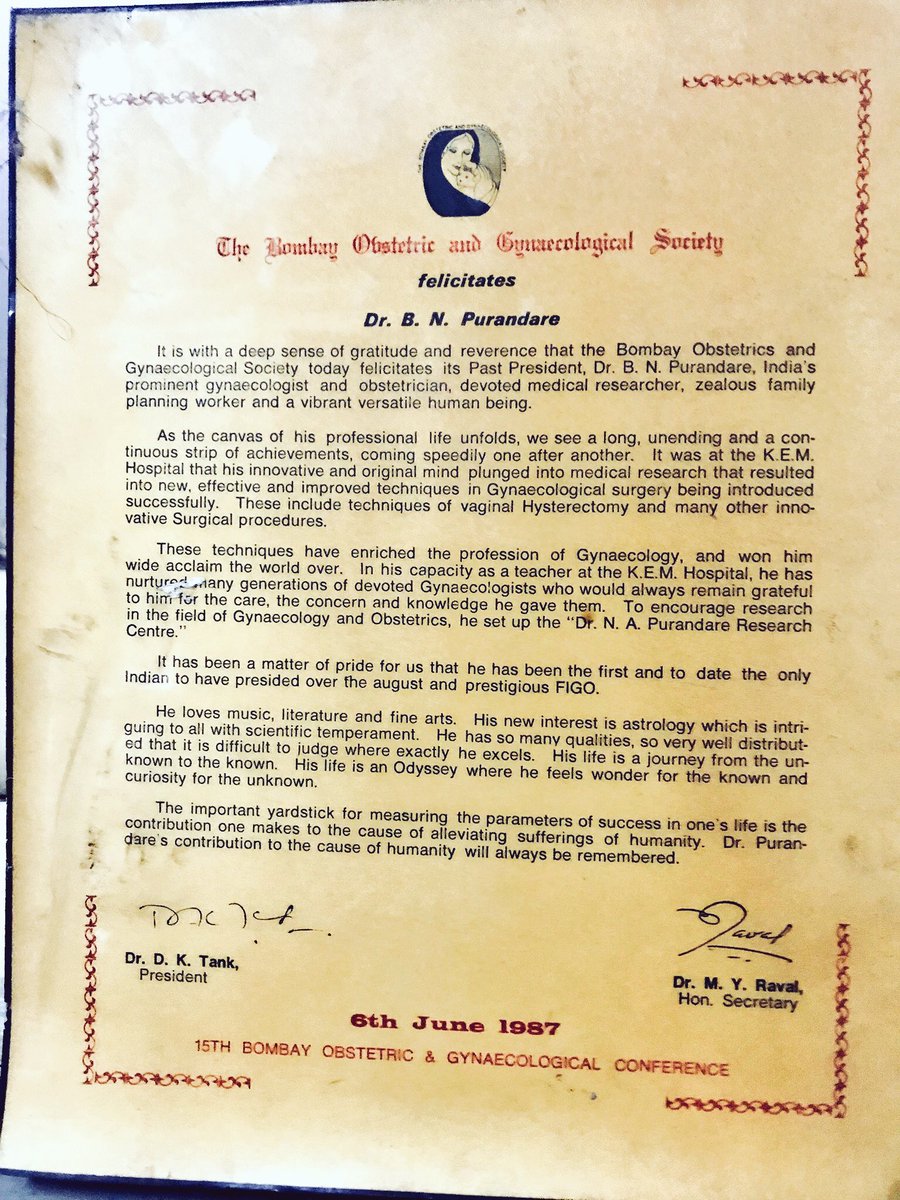 THE BOMBAY OBSTETRIC AND GYNAECOLOGICAL SOCIETY
The Bombay Obstetric and Gynaecological Society
felicitates
Dr. B. N. Purandare
It is with a deep sense of gratitude and reverence that the Bombay Obstetrics and
Gynaecological Society today felicitates its Past President, Dr. B. N. Purandare, India's
prominent gynaecologist and obstetrician, devoted medical researcher, zealous family
planning worker and a vibrant versatile human being.
As the canvas of his professional life unfolds, we see a long, unending and a con-
tinuous strip of achievements, coming speedily one after another. It was at the K.E.M.
Hospital that his innovative and original mind plunged into medical research that resulted
into new, effective and improved techniques in Gynaecological surgery being introduced
successfully. These include techniques of vaginal Hysterectomy and many other inno-
vative Surgical procedures.
These techniques have enriched the profession of Gynaecology, and won him
wide acclaim the world over. In his capacity as a teacher at the K.E.M. Hospital, he has
nurtured many generations of devoted Gynaecologists who would always remain grateful
to him for the care, the concern and knowledge he gave them. To encourage research
in the field of Gynaecology and Obstetrics, he set up the "Dr. N. A. Purandare Research
Centre."
It has been a matter of pride for us that he has been the first and to date the only
Indian to have presided over the august and prestigious FIGO.
He loves music, literature and fine arts. His new interest is astrology which is intri-
guing to all with scientific temperament. He has so many qualities, so very well distribut-
ed that it is difficult to judge where exactly he excels. His life is a journey from the un-
known to the known. His life is an Odyssey where he feels wonder for the known and
curiosity for the unknown.
The important yardstick for measuring the parameters of success in one's life is the
contribution one makes to the cause of alleviating sufferings of humanity. Dr. Puran-
dare's contribution to the cause of humanity will always be remembered.
Dr. D. K. Tank,
President
Raval
Dr. M. Y. Raval,
Hon. Secretary
6th June 1987
15TH BOMBAY OBSTETRIC & GYNAECOLOGICAL CONFERENCE